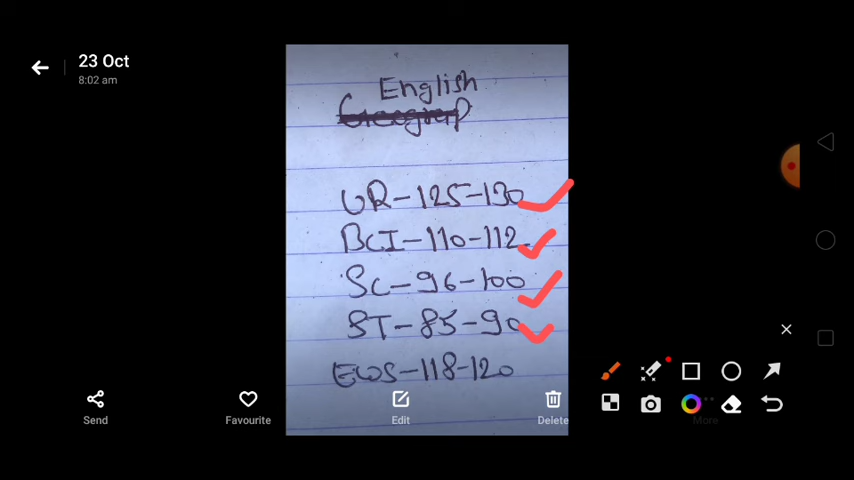 23 Oct
8:02 am
English
UR-125-130
BCI-110-112
SC-96-100
ST-85-90
EWS-118-120
Send
Favourite
Edit
Delete
More